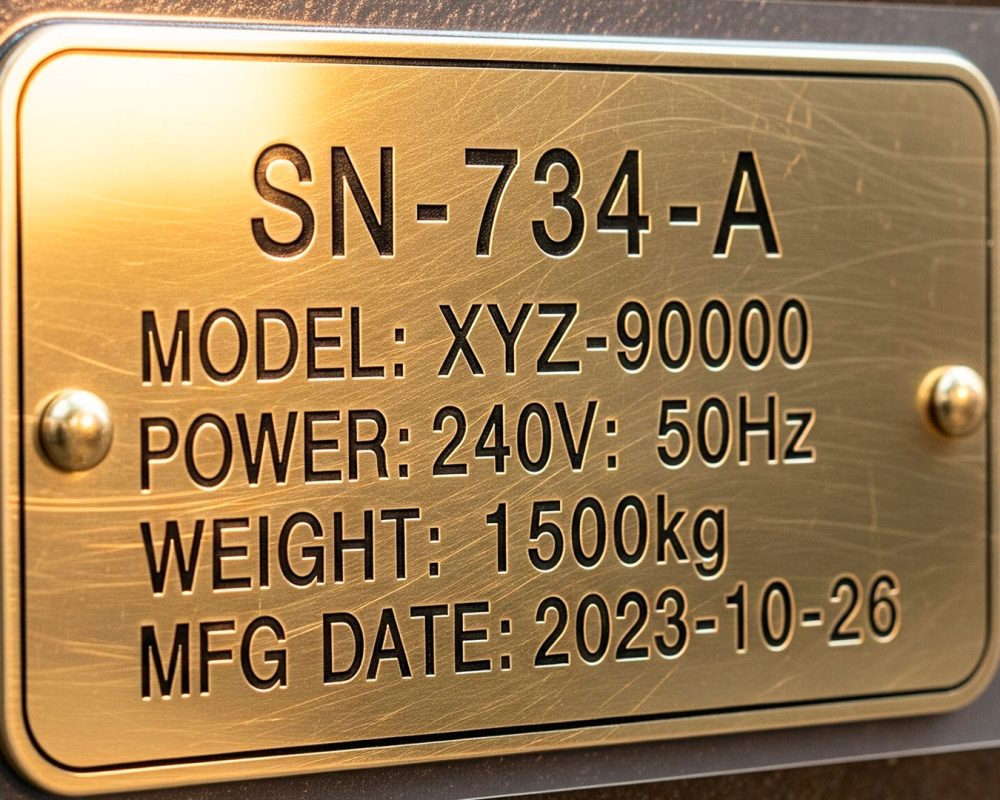 SN-734-A
MODEL: XYZ-90000
POWER: 240V: 50Hz
WEIGHT: 1500kg
MFG DATE: 2023-10-26